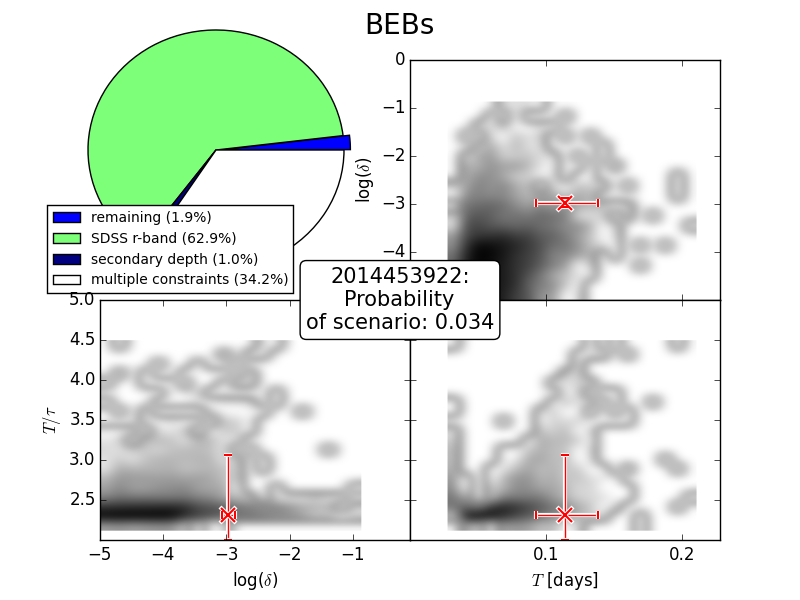 BEBs
remaining (1.9%)
SDSS r-band (62.9%)
secondary depth (1.0%)
multiple constraints (34.2%)
0
−1
−2
−3
−4
log(δ)
2014453922:
Probability
of scenario: 0.034
5.0
4.5
4.0
3.5
3.0
2.5
T/τ
−5 −4 −3 −2 −1
log(δ)
0.1 0.2
T [days]